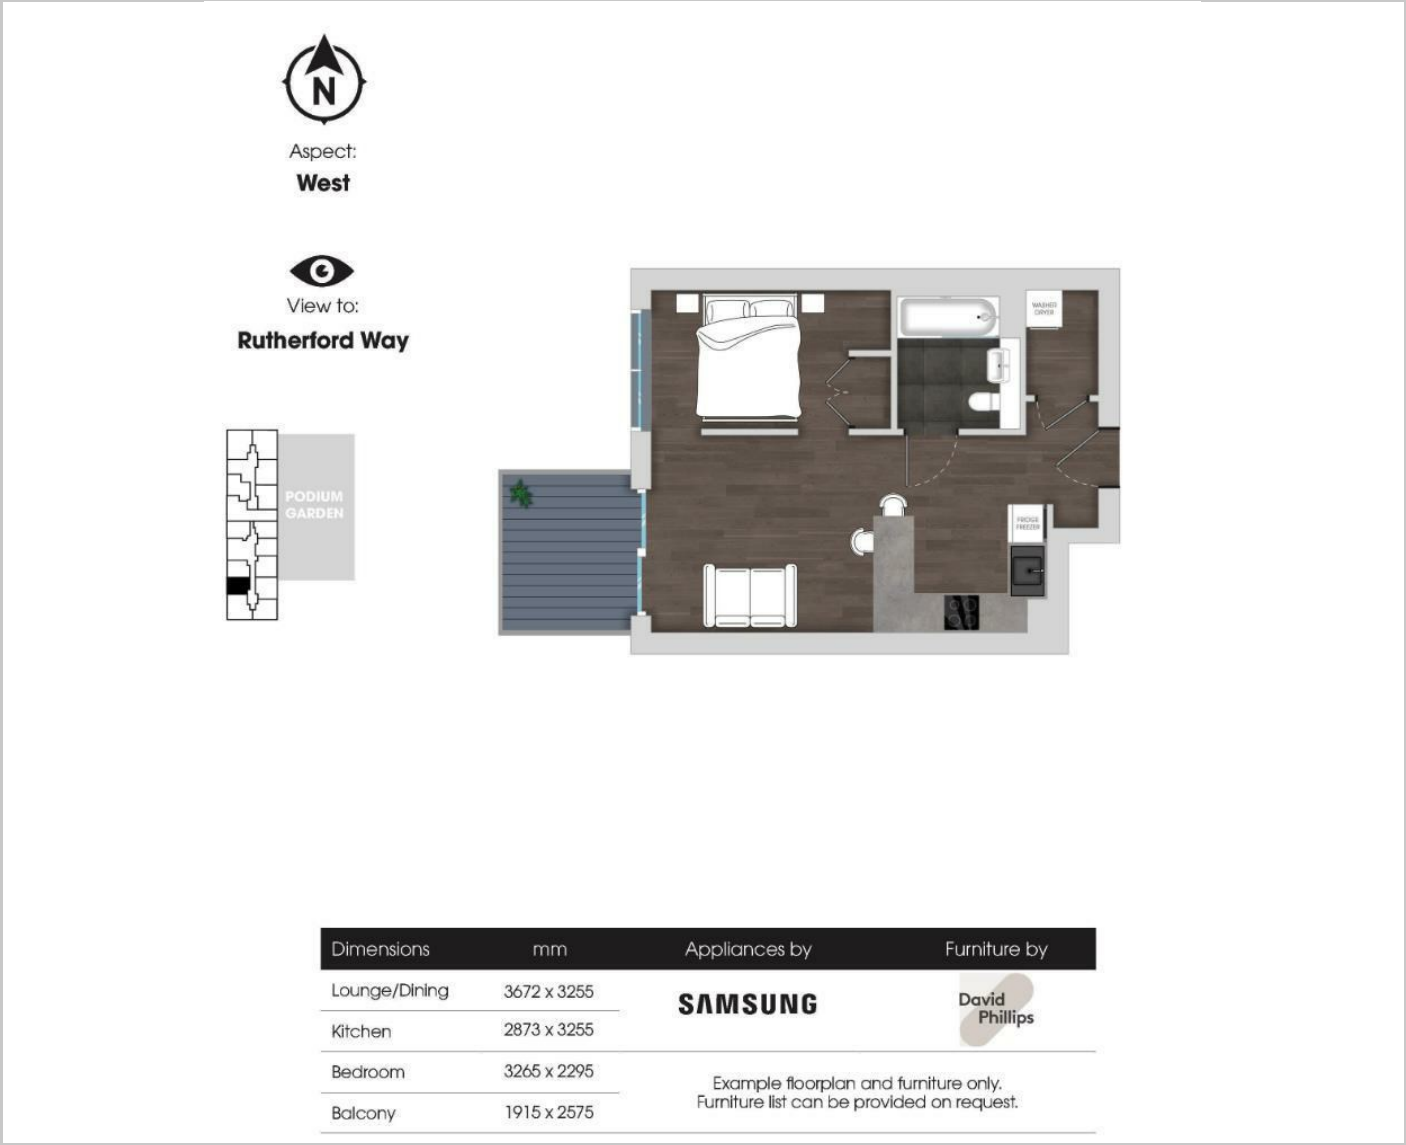 N
Aspect:
West
View to:
Rutherford Way
PODIUM
GARDEN
WASHER
DRYER
FRIDGE
FREEZER
Dimensions mm Appliances by Furniture by
Lounge/Dining 3672 x 3255
Kitchen 2873 x 3255
Bedroom 3265 x 2295
Balcony 1915 x 2575
SAMSUNG
David
Phillips
Example floorplan and furniture only.
Furniture list can be provided on request.